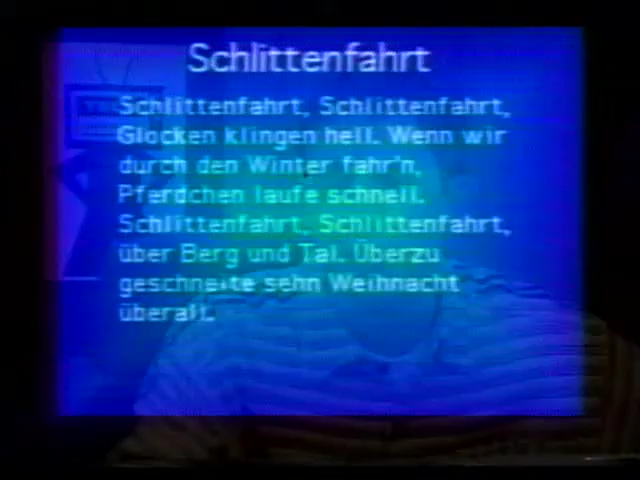 Schlittenfahrt
Schlittenfahrt, Schlittenfahrt,
Glocken klingen hell. Wenn wir
durch den Winter fahr'n,
Pferdchen laufe schnell.
Schlittenfahrt, Schlittenfahrt,
über Berg und Tal. Überzu
geschneite sehn Weihnacht
überall.